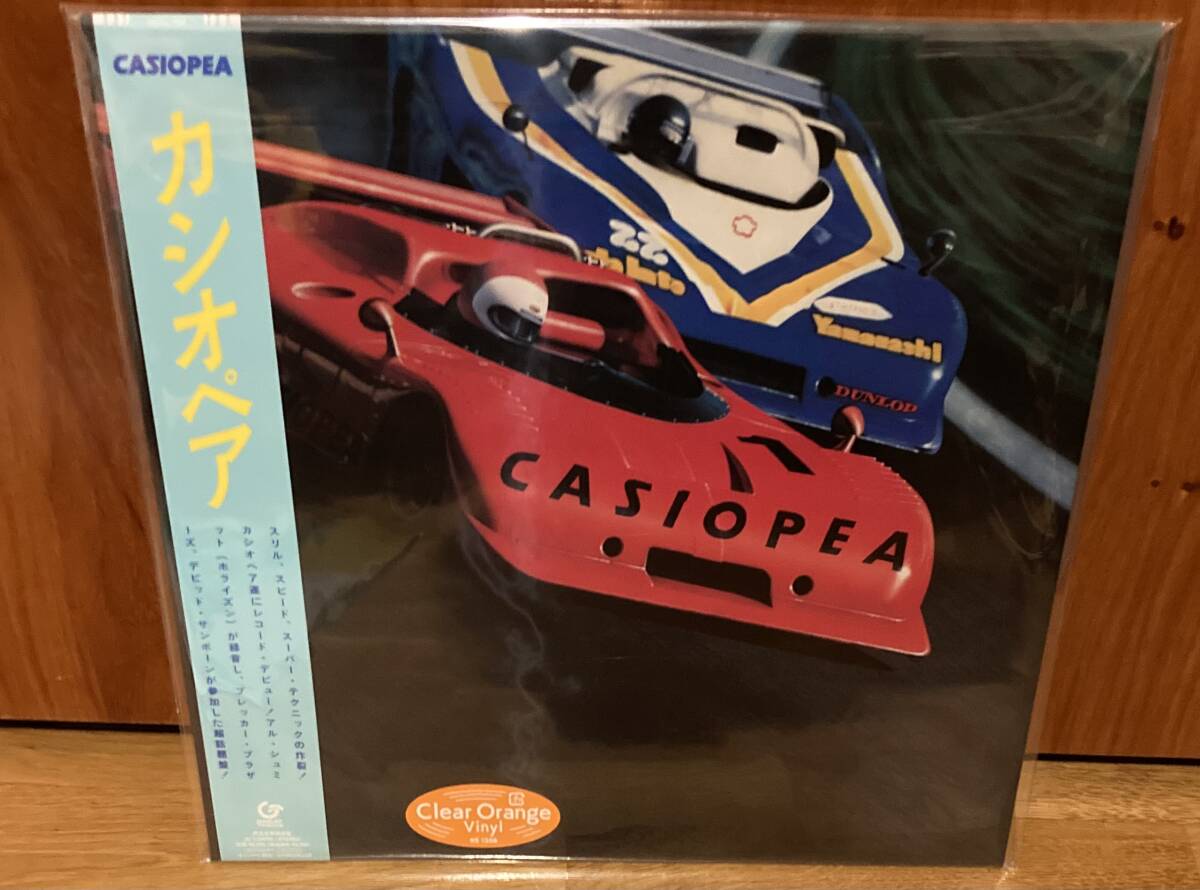 CASIOPEA
カシオペア
スリル、スピード、スーパー・テクニックの炸裂!
カシオペア遂にレコード・デビュー!アル・シュミ
ット(ホライズン)が録音し、ブレッカー・ブラザ
ーズ、デビット・サンボーンが参加した超話題盤!
Yamanashi
DUNLOP
CASIOPEA
Clear Orange
Vinyl